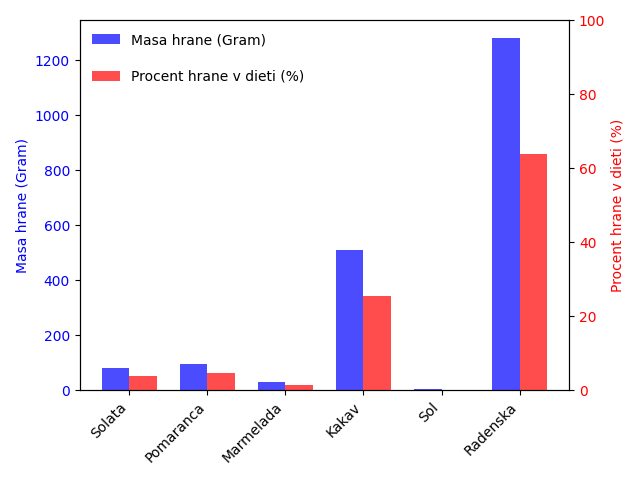 Masa hrane (Gram)
Procent hrane v dieti (%)
Masa hrane (Gram)
0
200
400
600
800
1000
1200
Procent hrane v dieti (%)
0
20
40
60
80
100
Solata
Pomaranca
Marmelada
Kakav
Sol
Radenska